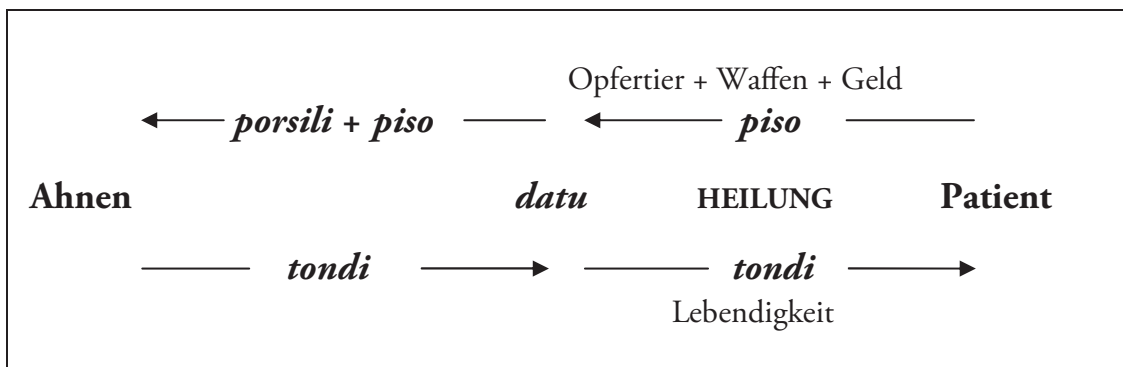 Opfertier + Waffen + Geld
porsili + piso piso
Ahnen datu HEILUNG Patient
tondi tondi
Lebendigkeit